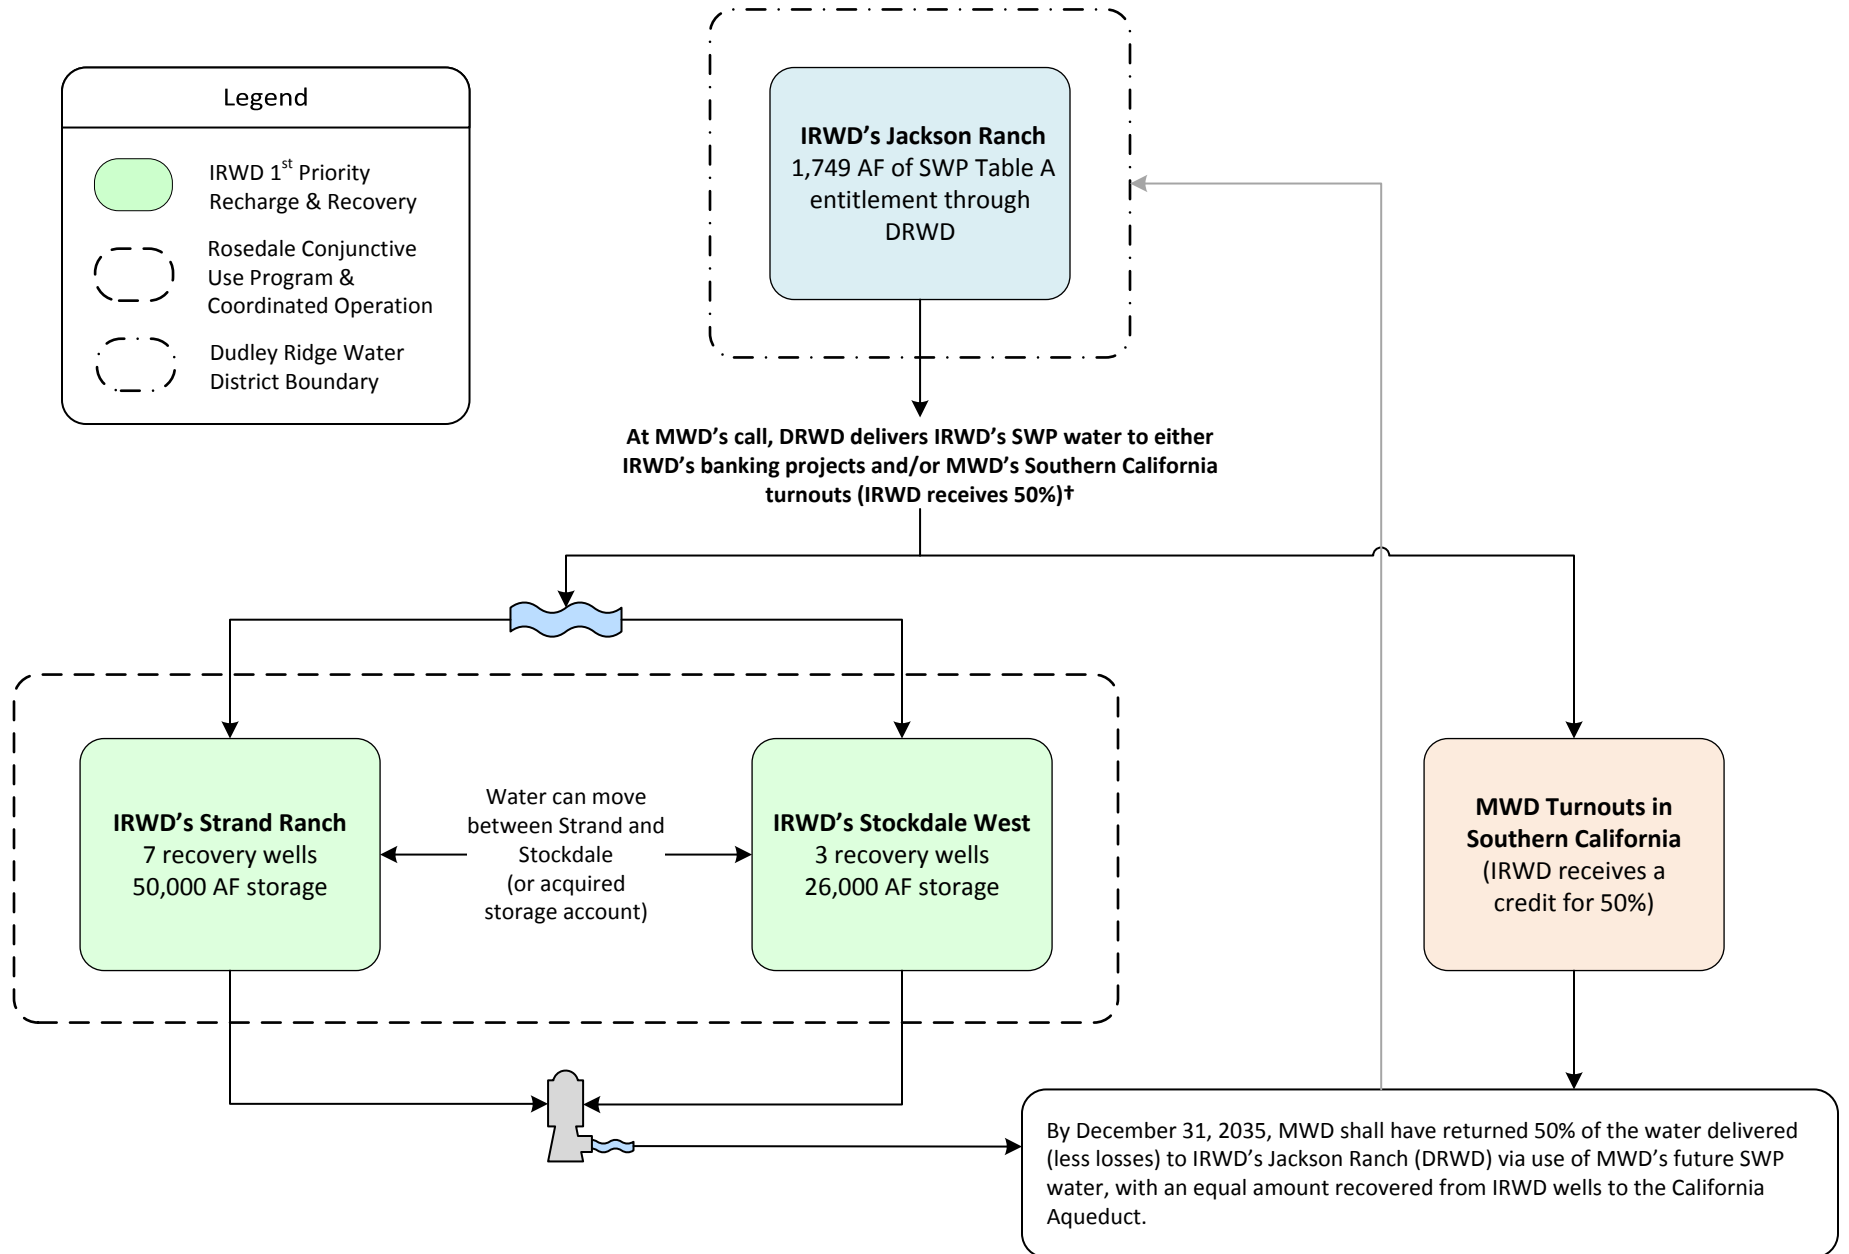 Legend
IRWD 1st Priority
Recharge & Recovery
Rosedale Conjunctive
Use Program &
Coordinated Operation
Dudley Ridge Water
District Boundary
IRWD's Jackson Ranch
1,749 AF of SWP Table A
entitlement through
DRWD
At MWD's call, DRWD delivers IRWD's SWP water to either
IRWD's banking projects and/or MWD's Southern California
turnouts (IRWD receives 50%)†
IRWD's Strand Ranch
7 recovery wells
50,000 AF storage
Water can move
between Strand and
Stockdale
(or acquired
storage account)
IRWD's Stockdale West
3 recovery wells
26,000 AF storage
MWD Turnouts in
Southern California
(IRWD receives a
credit for 50%)
By December 31, 2035, MWD shall have returned 50% of the water delivered
(less losses) to IRWD's Jackson Ranch (DRWD) via use of MWD's future SWP
water, with an equal amount recovered from IRWD wells to the California
Aqueduct.